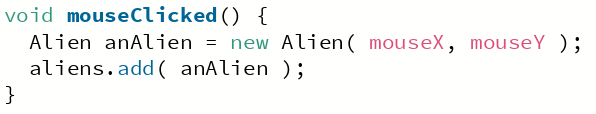 void mouseClicked() {
  Alien anAlien = new Alien( mouseX, mouseY );
  aliens.add( anAlien );
}